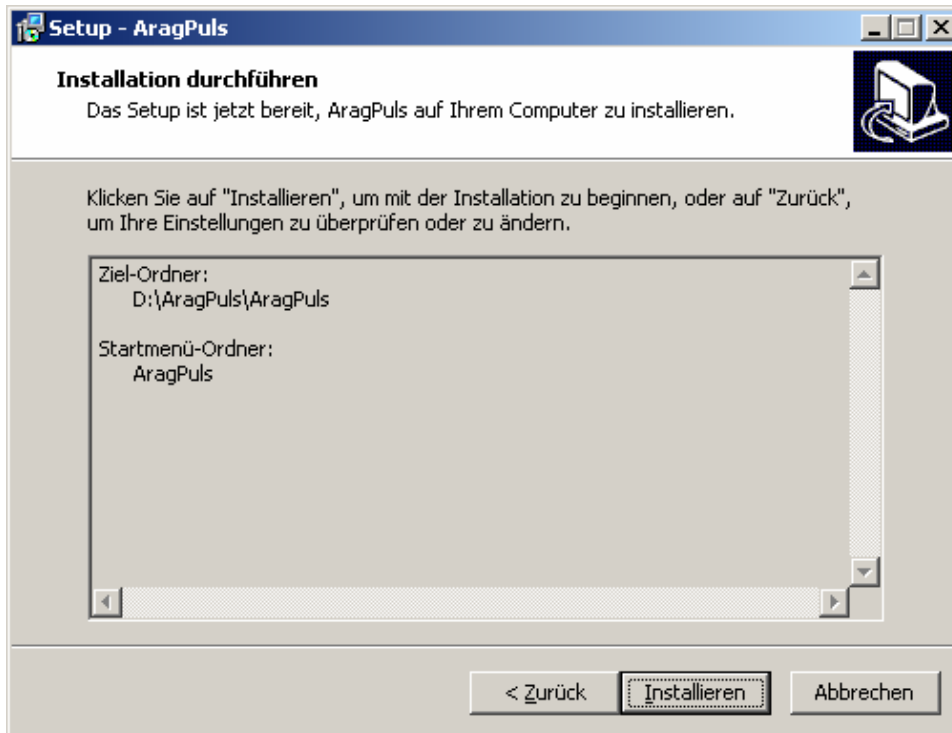 Setup - AragPuls
Installation durchführen
Das Setup ist jetzt bereit, AragPuls auf Ihrem Computer zu installieren.
Klicken Sie auf "Installieren", um mit der Installation zu beginnen, oder auf "Zurück",
um Ihre Einstellungen zu überprüfen oder zu ändern.
Ziel-Ordner:
D:\AragPuls\AragPuls
Startmenü-Ordner:
AragPuls
< Zurück
Installieren
Abbrechen